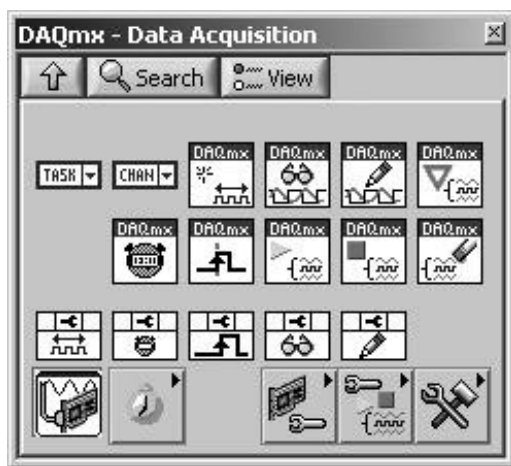 DAQmx - Data Acquisition
Search View
DAQmx DAQmx DAQmx DAQmx
TASK CHAN
DAQmx DAQmx DAQmx DAQmx DAQmx